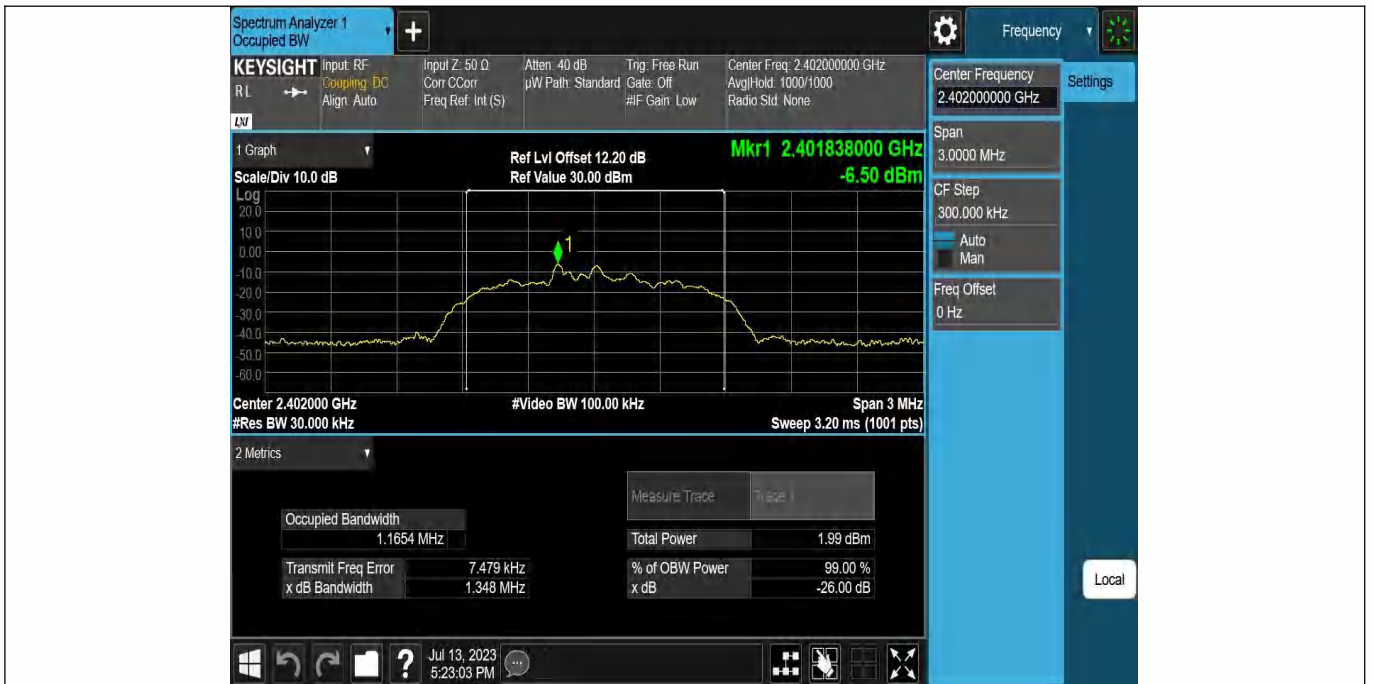 Spectrum Analyzer 1
Occupied BW
+
Frequency
KEYSIGHT
RL
LXI
Input: RF
Coupling: DC
Align: Auto
Input Z: 50 Ω
Corr CCorr
Freq Ref: Int (S)
Atten: 40 dB
µW Path: Standard
Trig: Free Run
Gate: Off
#IF Gain: Low
Center Freq: 2.402000000 GHz
Avg|Hold: 1000/1000
Radio Std: None
Center Frequency
2.402000000 GHz
Settings
Span
3.0000 MHz
CF Step
300.000 kHz
Auto
Man
Freq Offset
0 Hz
Local
1 Graph
Scale/Div 10.0 dB
Ref Lvl Offset 12.20 dB
Ref Value 30.00 dBm
Mkr1 2.401838000 GHz
-6.50 dBm
Log
20.0
10.0
0.00
-10.0
-20.0
-30.0
-40.0
-50.0
-60.0
1
Center 2.402000 GHz
#Video BW 100.00 kHz
Span 3 MHz
#Res BW 30.000 kHz
Sweep 3.20 ms (1001 pts)
2 Metrics
Measure Trace
Trace 1
Occupied Bandwidth
1.1654 MHz
Total Power
1.99 dBm
Transmit Freq Error
7.479 kHz
% of OBW Power
99.00 %
x dB Bandwidth
1.348 MHz
x dB
-26.00 dB
?
Jul 13, 2023
5:23:03 PM